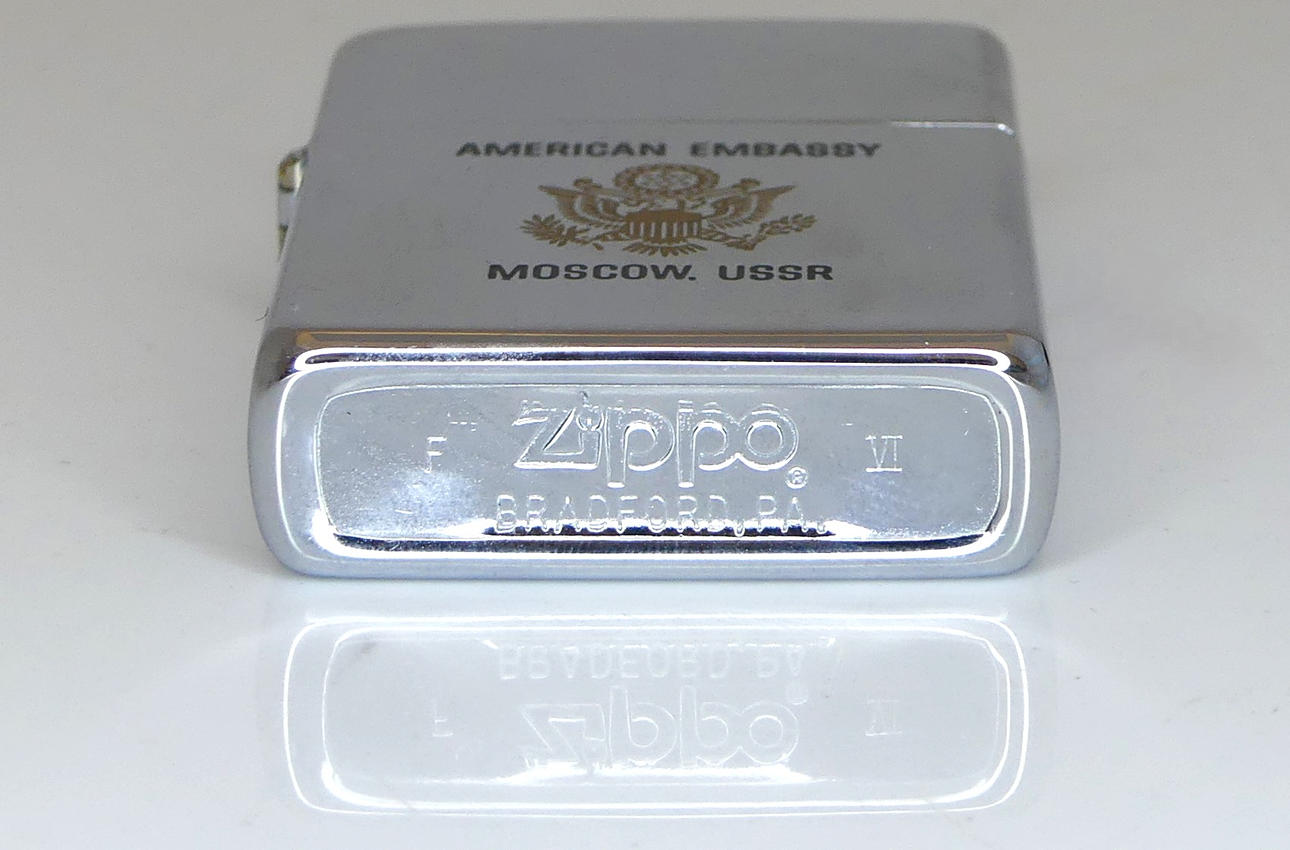 AMERICAN EMBASSY
MOSCOW. USSR
F Zippo® VI
BRADFORD, PA.